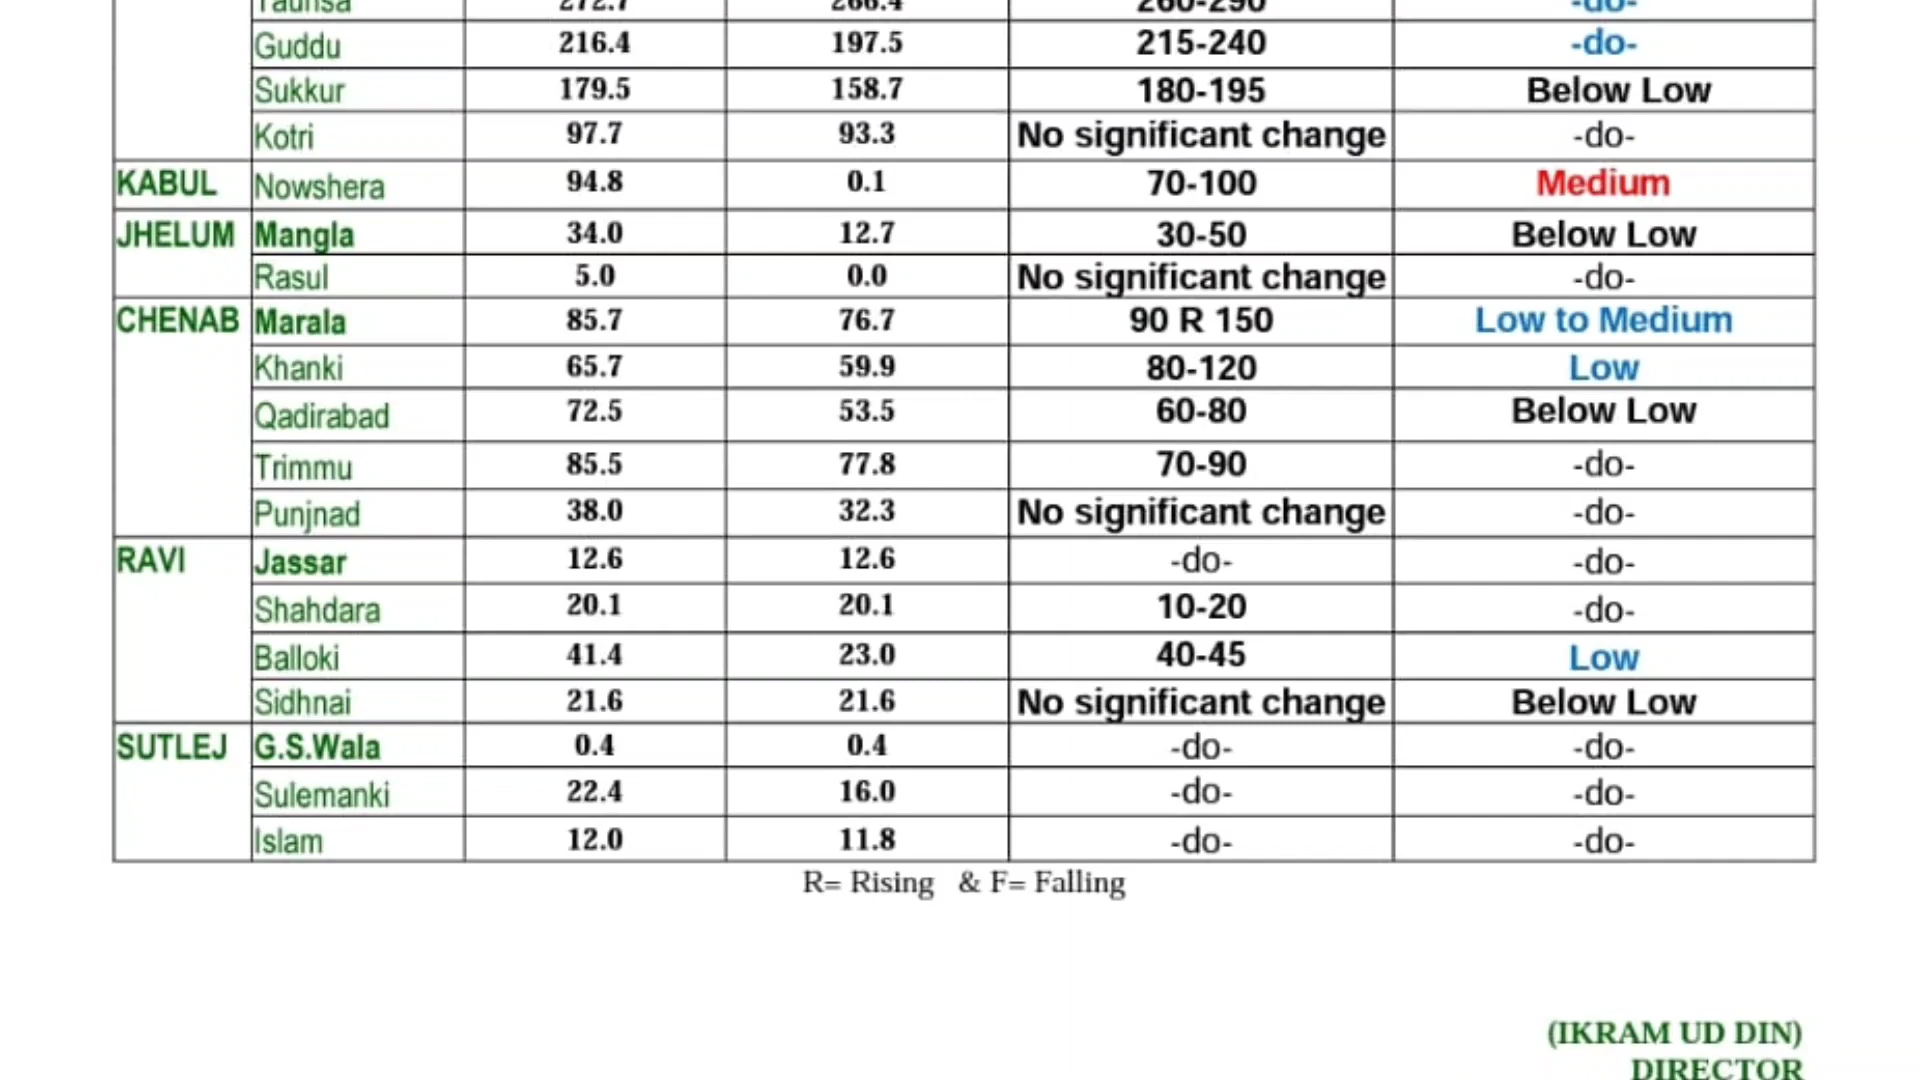 Taunsa 272.7 266.4 260-290 -do-
Guddu 216.4 197.5 215-240 -do-
Sukkur 179.5 158.7 180-195 Below Low
Kotri 97.7 93.3 No significant change -do-
KABUL Nowshera 94.8 0.1 70-100 Medium
JHELUM Mangla 34.0 12.7 30-50 Below Low
Rasul 5.0 0.0 No significant change -do-
CHENAB Marala 85.7 76.7 90 R 150 Low to Medium
Khanki 65.7 59.9 80-120 Low
Qadirabad 72.5 53.5 60-80 Below Low
Trimmu 85.5 77.8 70-90 -do-
Punjnad 38.0 32.3 No significant change -do-
RAVI Jassar 12.6 12.6 -do- -do-
Shahdara 20.1 20.1 10-20 -do-
Balloki 41.4 23.0 40-45 Low
Sidhnai 21.6 21.6 No significant change Below Low
SUTLEJ G.S.Wala 0.4 0.4 -do- -do-
Sulemanki 22.4 16.0 -do- -do-
Islam 12.0 11.8 -do- -do-
R= Rising & F= Falling
(IKRAM UD DIN)
DIRECTOR